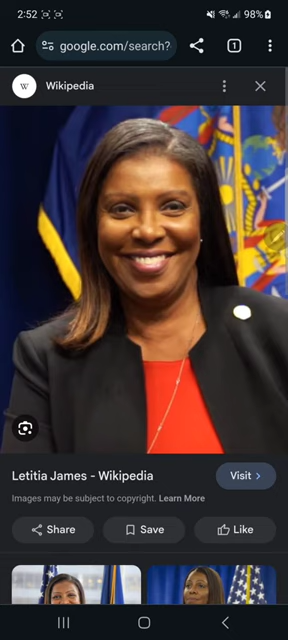 2:52
98%
google.com/search?
1
W Wikipedia
Letitia James - Wikipedia
Visit >
Images may be subject to copyright. Learn More
Share
Save
Like